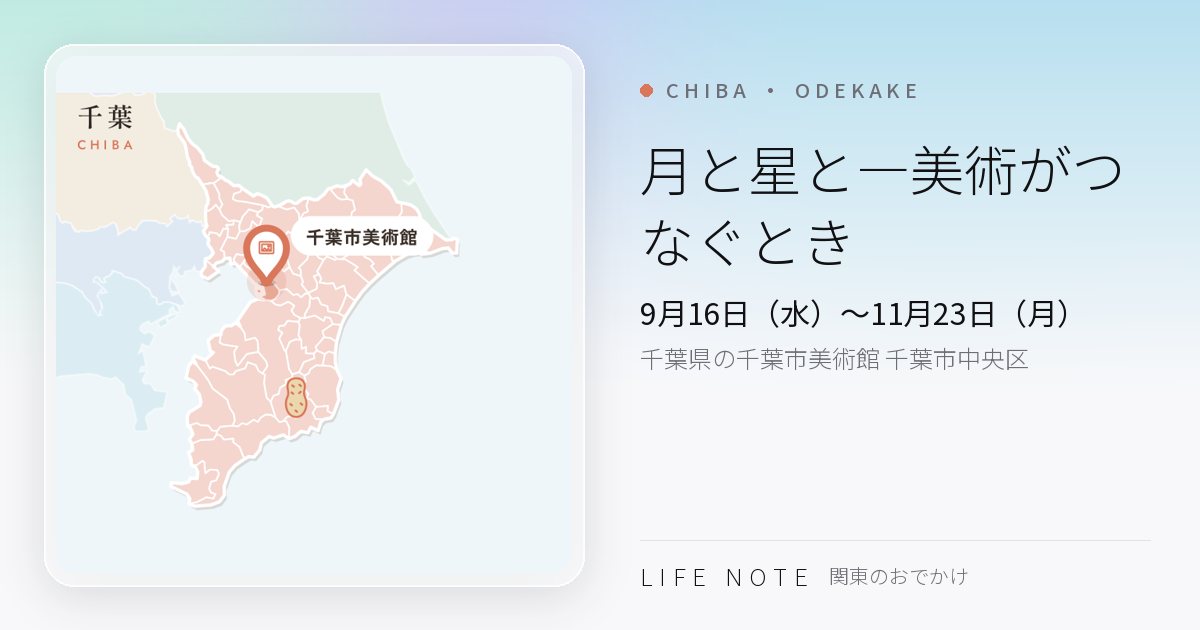 千葉
CHIBA
千葉市美術館
CHIBA • ODEKAKE
月と星と―美術がつ
なぐとき
9月16日（水）〜11月23日（月）
千葉県の千葉市美術館 千葉市中央区
LIFE NOTE 関東のおでかけ